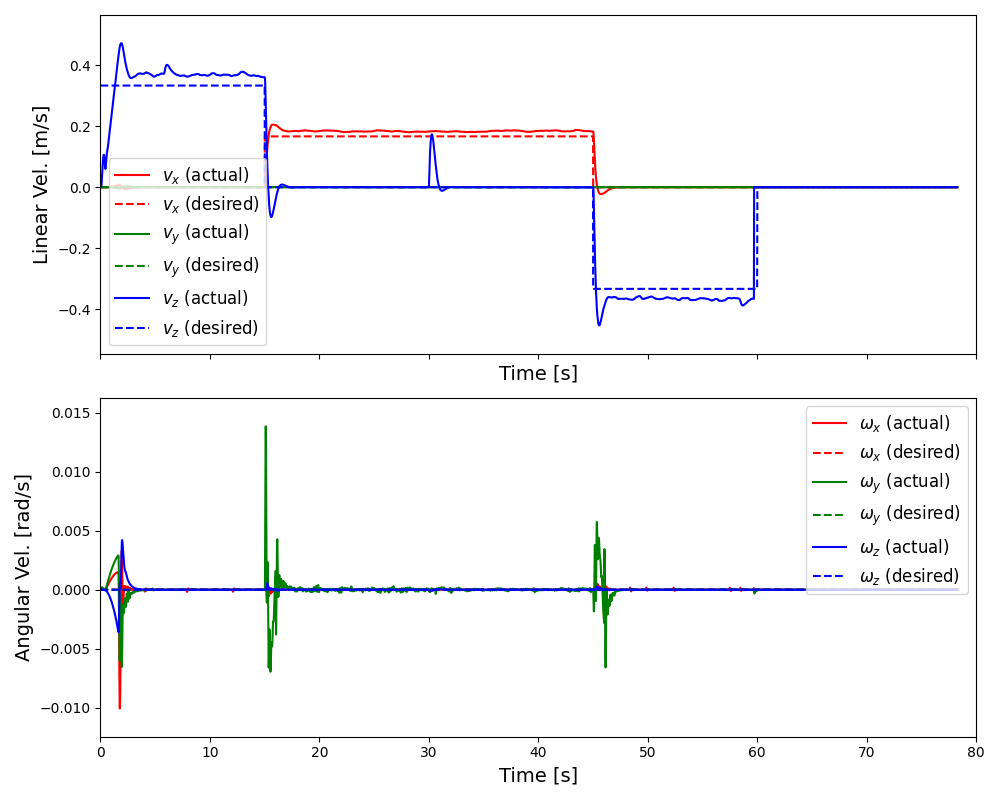 Linear Vel. [m/s]
0.4
0.2
0.0
−0.2
−0.4
v_x (actual)
v_x (desired)
v_y (actual)
v_y (desired)
v_z (actual)
v_z (desired)
Time [s]
Angular Vel. [rad/s]
0.015
0.010
0.005
0.000
−0.005
−0.010
ω_x (actual)
ω_x (desired)
ω_y (actual)
ω_y (desired)
ω_z (actual)
ω_z (desired)
0 10 20 30 40 50 60 70 80
Time [s]